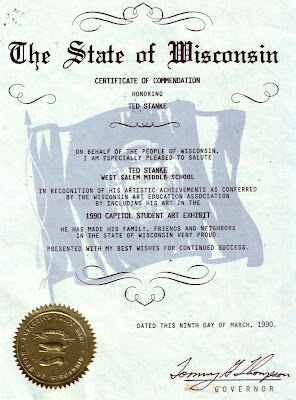 The State of Wisconsin
CERTIFICATE OF COMMENDATION
HONORING
TED STANKE
ON BEHALF OF THE PEOPLE OF WISCONSIN,
I AM ESPECIALLY PLEASED TO SALUTE
TED STANKE
WEST SALEM MIDDLE SCHOOL
IN RECOGNITION OF HIS ARTISTIC ACHIEVEMENTS AS CONFERED
BY THE WISCONSIN ART EDUCATION ASSOCIATION
BY INCLUDING HIS ART IN THE
1990 CAPITOL STUDENT ART EXHIBIT
HE HAS MADE HIS FAMILY, FRIENDS AND NEIGHBORS
IN THE STATE OF WISCONSIN VERY PROUD.
PRESENTED WITH MY BEST WISHES FOR CONTINUED SUCCESS.
DATED THIS NINTH DAY OF MARCH, 1990.
Tommy G. Thompson
GOVERNOR